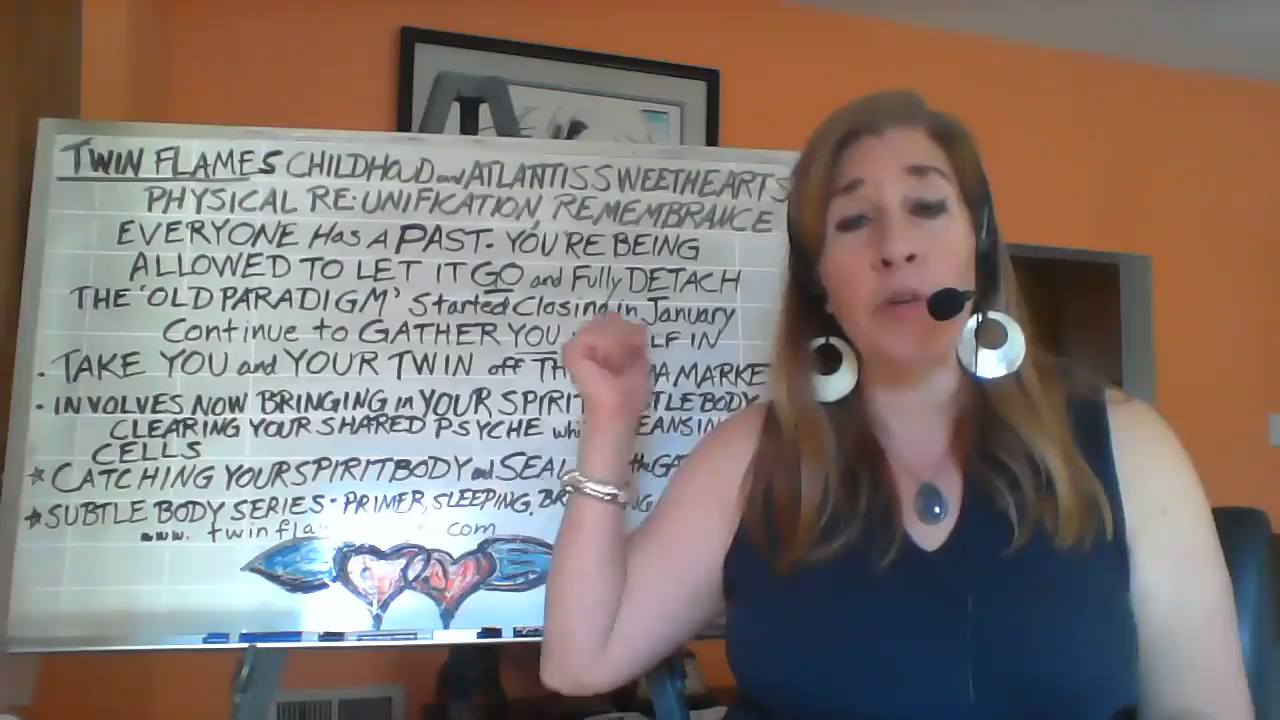 TWIN FLAMES CHILDHOOD and ATLANTIS SWEETHEARTS
PHYSICAL RE-UNIFICATION, REMEMBRANCE
EVERYONE HAS A PAST. YOU'RE BEING
ALLOWED TO LET IT GO and Fully DETACH
THE 'OLD PARADIGM' Started Closing in January
Continue to GATHER YOU IN
• TAKE YOU and YOUR TWIN off
• INVOLVES NOW BRINGING in YOUR SPIRIT BODY
CLEARING YOUR SHARED PSYCHE
CELLS
* CATCHING YOUR SPIRIT BODY and SEAL the
* SUBTLE BODY SERIES - PRIMER, SLEEPING,
www. twinfla com